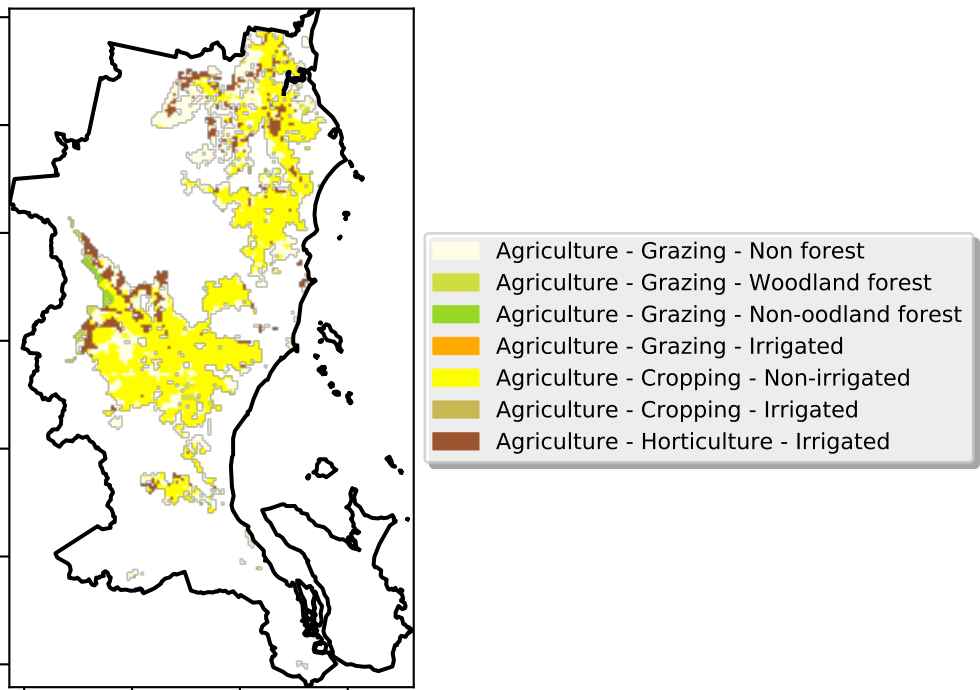 Agriculture - Grazing - Non forest
Agriculture - Grazing - Woodland forest
Agriculture - Grazing - Non-oodland forest
Agriculture - Grazing - Irrigated
Agriculture - Cropping - Non-irrigated
Agriculture - Cropping - Irrigated
Agriculture - Horticulture - Irrigated